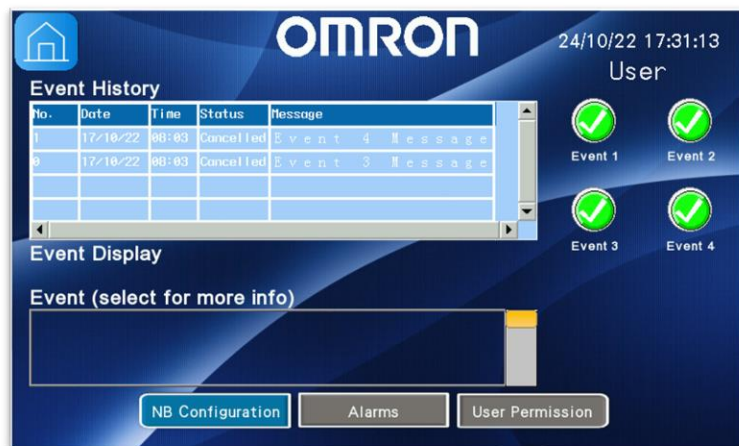 OMRON
24/10/22 17:31:13
User
Event History
No. Date Time Status Message
1 17/10/22 08:03 Cancelled Event 4 Message
0 17/10/22 08:03 Cancelled Event 3 Message
Event 1 Event 2
Event 3 Event 4
Event Display
Event (select for more info)
NB Configuration Alarms User Permission